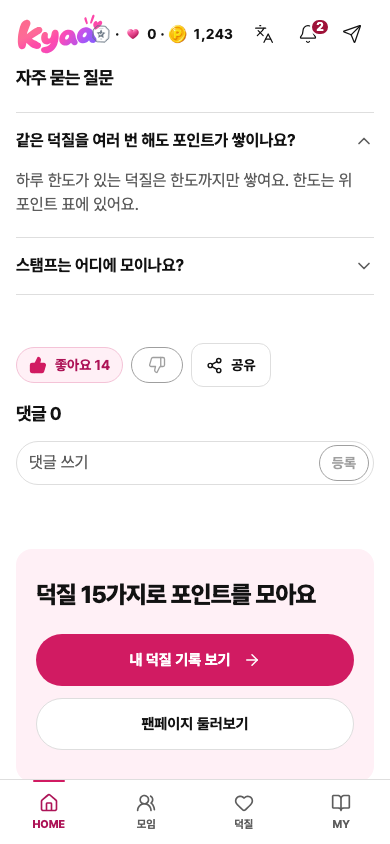 kyaa · 0 · P 1,243 2
자주 묻는 질문
같은 덕질을 여러 번 해도 포인트가 쌓이나요?
하루 한도가 있는 덕질은 한도까지만 쌓여요. 한도는 위
포인트 표에 있어요.
스탬프는 어디에 모이나요?
좋아요 14 공유
댓글 0
댓글 쓰기 등록
덕질 15가지로 포인트를 모아요
내 덕질 기록 보기 →
팬페이지 둘러보기
HOME 모임 덕질 MY